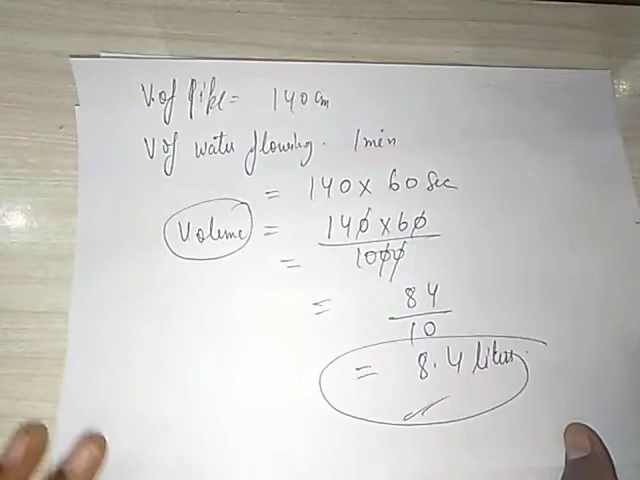 V.of Pipe = 140 cm
V of water flowing. 1 min
= 140 x 60 Sec
Volume = 140 x 60
= 1000
= 84
10
= 8.4 liters